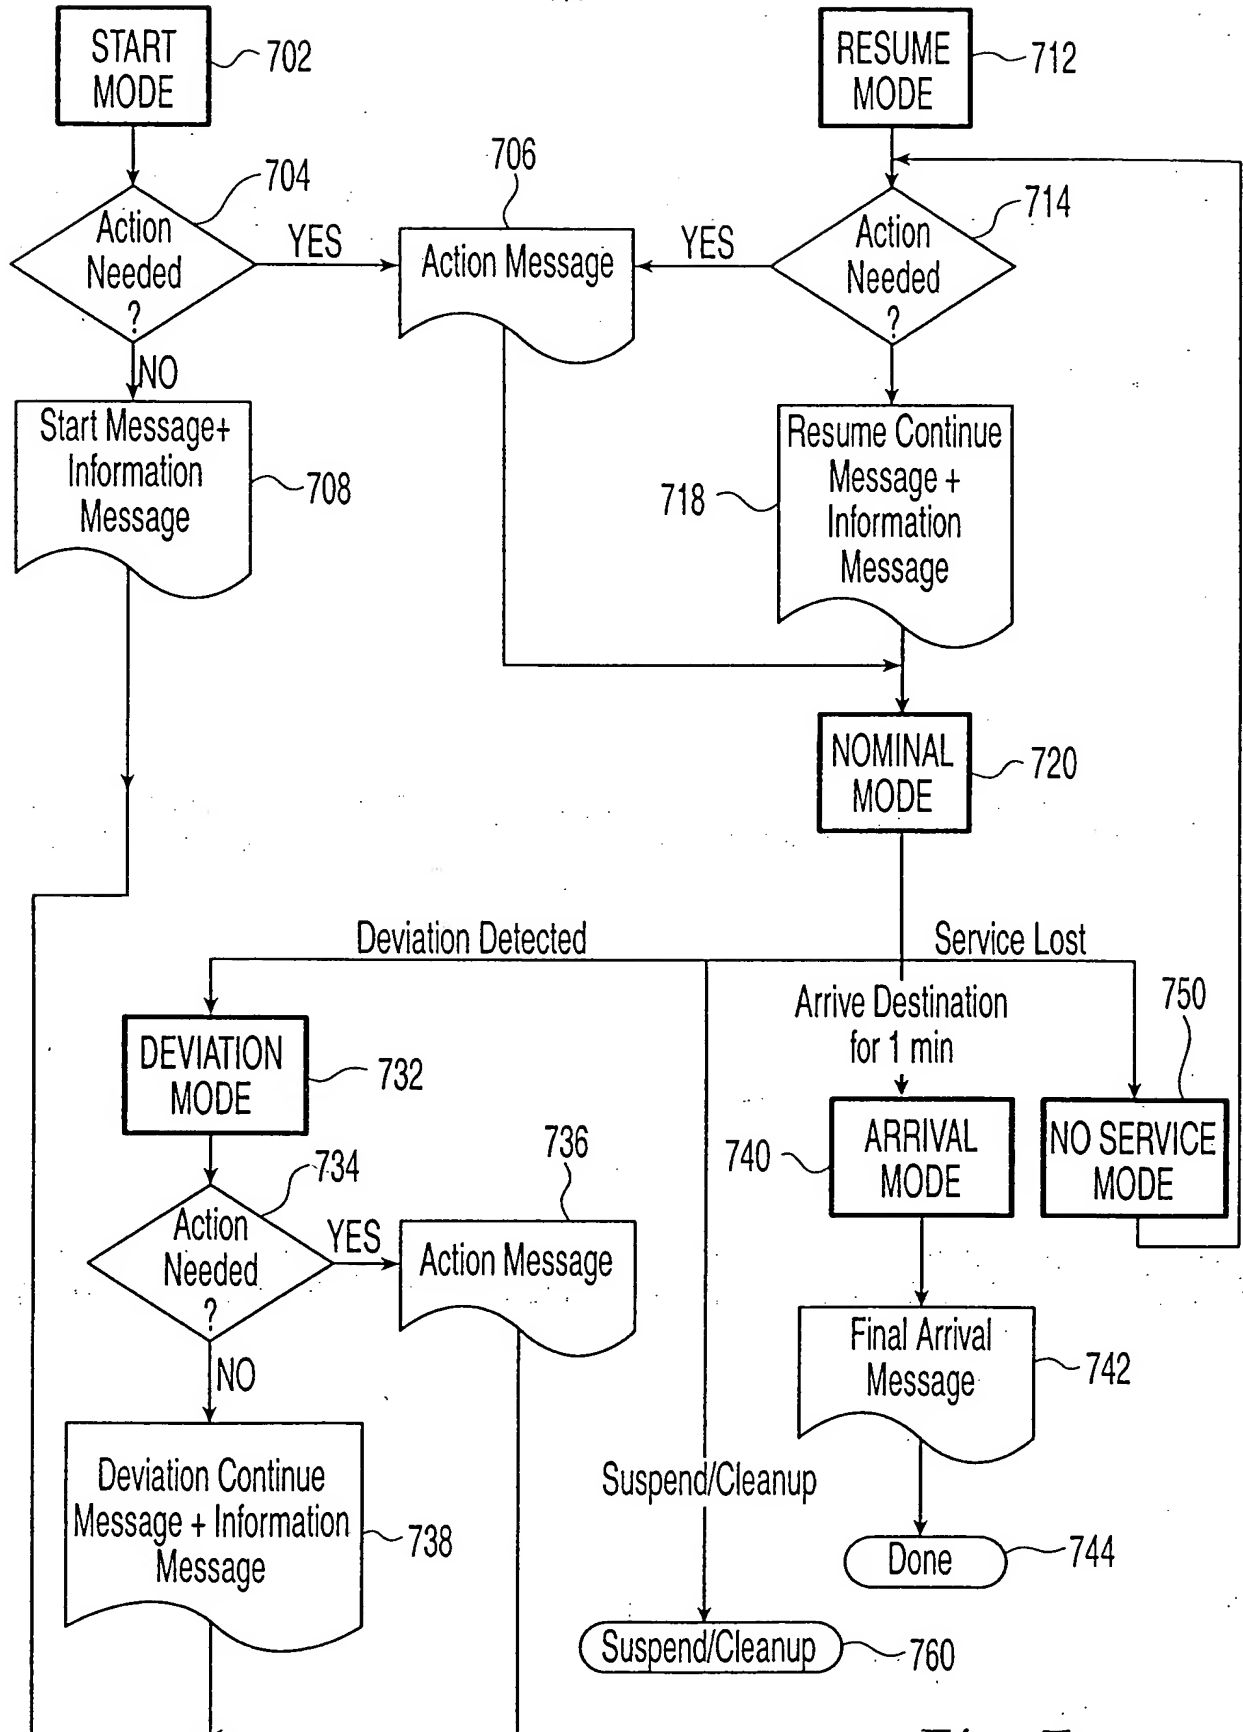 START
MODE
702
RESUME
MODE
712
704
Action
Needed
?
YES
706
Action Message
YES
714
Action
Needed
?
NO
Start Message+
Information
Message
708
Resume Continue
Message +
Information
Message
718
NOMINAL
MODE
720
Deviation Detected
Service Lost
Arrive Destination
for 1 min
750
DEVIATION
MODE
732
740
ARRIVAL
MODE
NO SERVICE
MODE
734
Action
Needed
?
YES
736
Action Message
NO
Final Arrival
Message
742
Deviation Continue
Message + Information
Message
738
Suspend/Cleanup
Done
744
Suspend/Cleanup
760